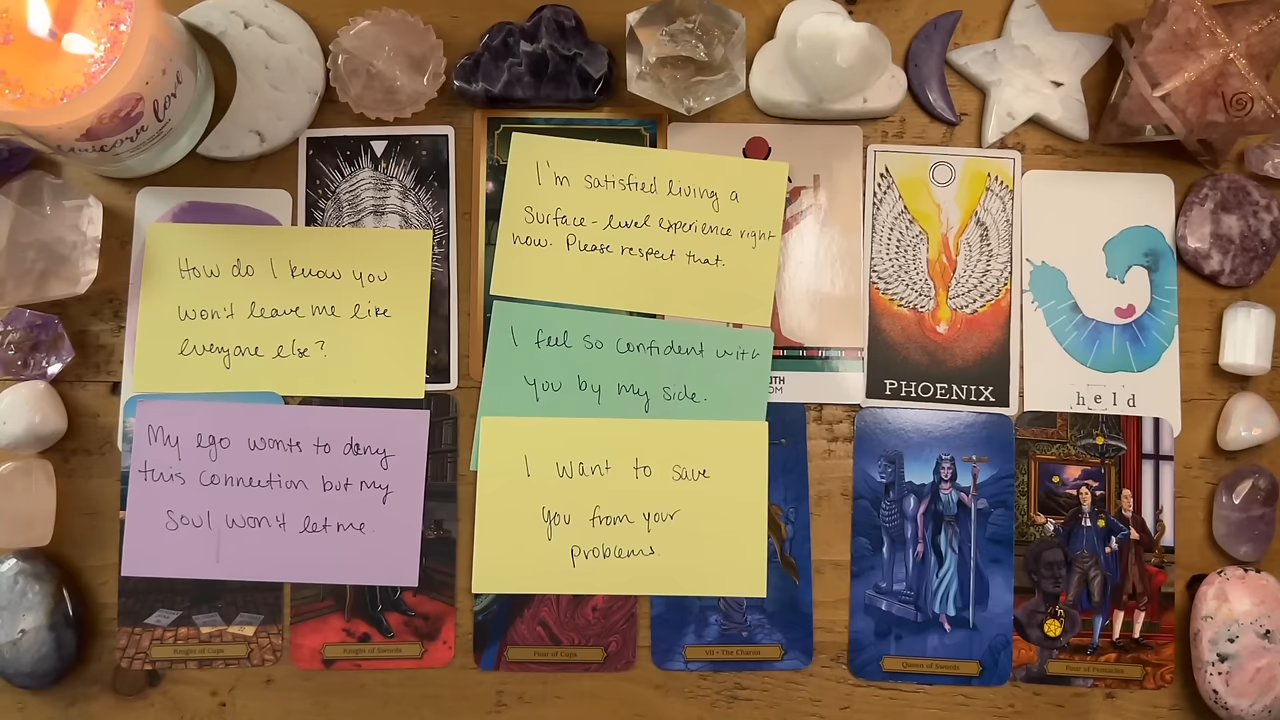 Unicorn Love
How do I know you
won't leave me like
everyone else?
My ego wants to deny
this connection but my
soul won't let me.
I'm satisfied living a
Surface-level experience right
now. Please respect that.
I feel so confident with
you by my side.
I want to save
you from your
problems.
PHOENIX
held
Knight of Cups
Knight of Swords
Four of Cups
VII • The Chariot
Queen of Swords
Four of Pentacles